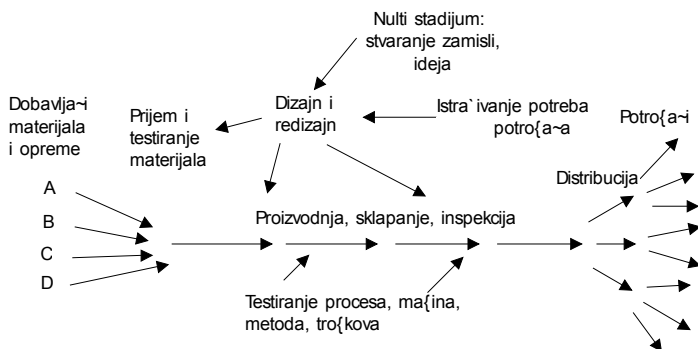 Nulti stadijum:
stvaranje zamisli,
ideja
Dobavlja~i
materijala
i opreme
Prijem i
testiranje
materijala
Dizajn i
redizajn
Istra`ivanje potreba
potro{a~a
Potro{a~i
Distribucija
A
B
C
D
Proizvodnja, sklapanje, inspekcija
Testiranje procesa, ma{ina,
metoda, tro{kova